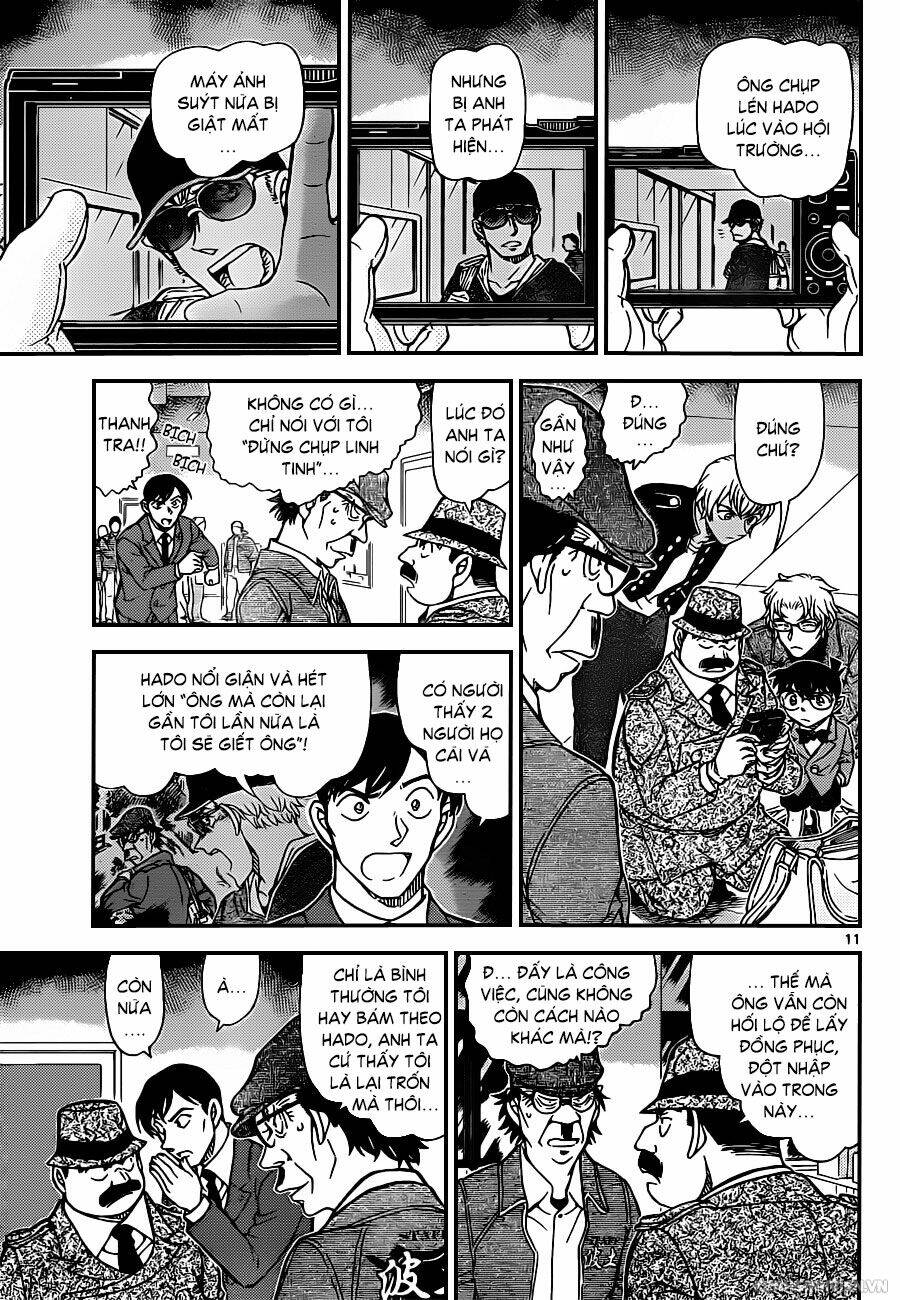 ÔNG CHỤP
LÉN HADO
LÚC VÀO HỘI
TRƯỜNG...
NHƯNG
BỊ ANH
TA PHÁT
HIỆN...
MÁY ẢNH
SUÝT NỮA BỊ
GIẬT MẤT
...
ĐÚNG
CHỨ?
Đ...
ĐÚNG...
GẦN
NHƯ
VẬY...
LÚC ĐÓ
ANH TA
NÓI GÌ?
KHÔNG CÓ GÌ...
CHỈ NÓI VỚI TÔI
"ĐỪNG CHỤP LINH
TINH"...
BỊCH
BỊCH
THANH
TRA!!
CÓ NGƯỜI
THẤY 2
NGƯỜI HỌ
CÃI VÃ
...
HADO NỔI GIẬN VÀ HÉT
LỚN "ÔNG MÀ CÒN LẠI
GẦN TÔI LẦN NỮA LÀ
TÔI SẼ GIẾT ÔNG"!
11
... THẾ MÀ
ÔNG VẪN CÒN
HỐI LỘ ĐỂ LẤY
ĐỒNG PHỤC,
ĐỘT NHẬP
VÀO TRONG
NÀY...
Đ... ĐẤY LÀ CÔNG
VIỆC, CŨNG KHÔNG
CÒN CÁCH NÀO
KHÁC MÀ!?
CHỈ LÀ BÌNH
THƯỜNG TÔI
HAY BÁM THEO
HADO, ANH TA
CỨ THẤY TÔI
LÀ LẠI TRỐN
MÀ THÔI...
À...
CÒN
NỮA
....
STAFF
波